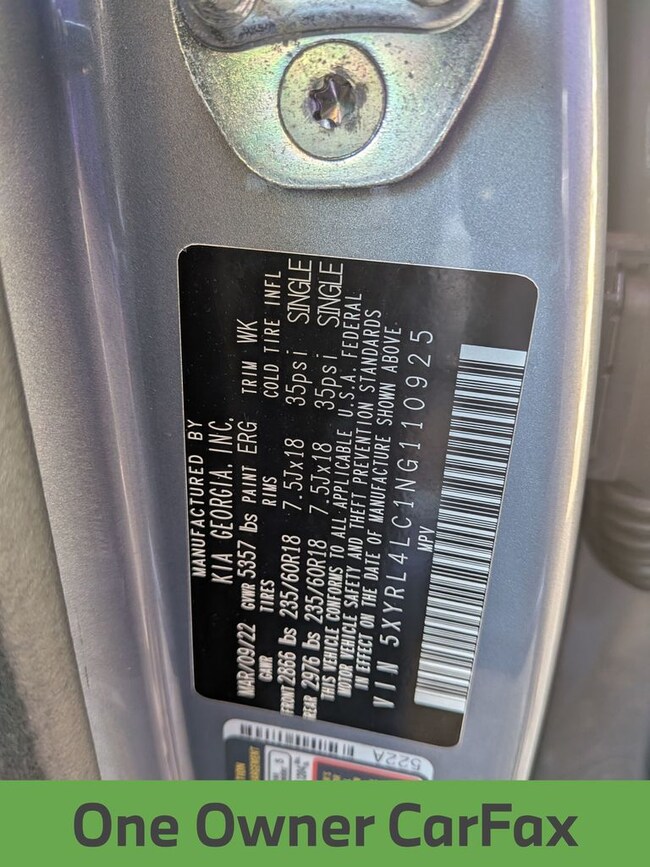 MANUFACTURED BY
KIA GEORGIA, INC.
MAR/09/22 GVWR 5357 lbs PAINT ERG TRIM WK
GAWR TIRES RIMS COLD TIRE INFL
FRONT 2866 lbs 235/60R18 7.5Jx18 35psi SINGLE
REAR 2976 lbs 235/60R18 7.5Jx18 35psi SINGLE
THIS VEHICLE CONFORMS TO ALL APPLICABLE U.S.A. FEDERAL
MOTOR VEHICLE SAFETY AND THEFT PREVENTION STANDARDS
IN EFFECT ON THE DATE OF MANUFACTURE SHOWN ABOVE.
VIN 5XYRL4LC1NG110925
MPV
522A
One Owner CarFax